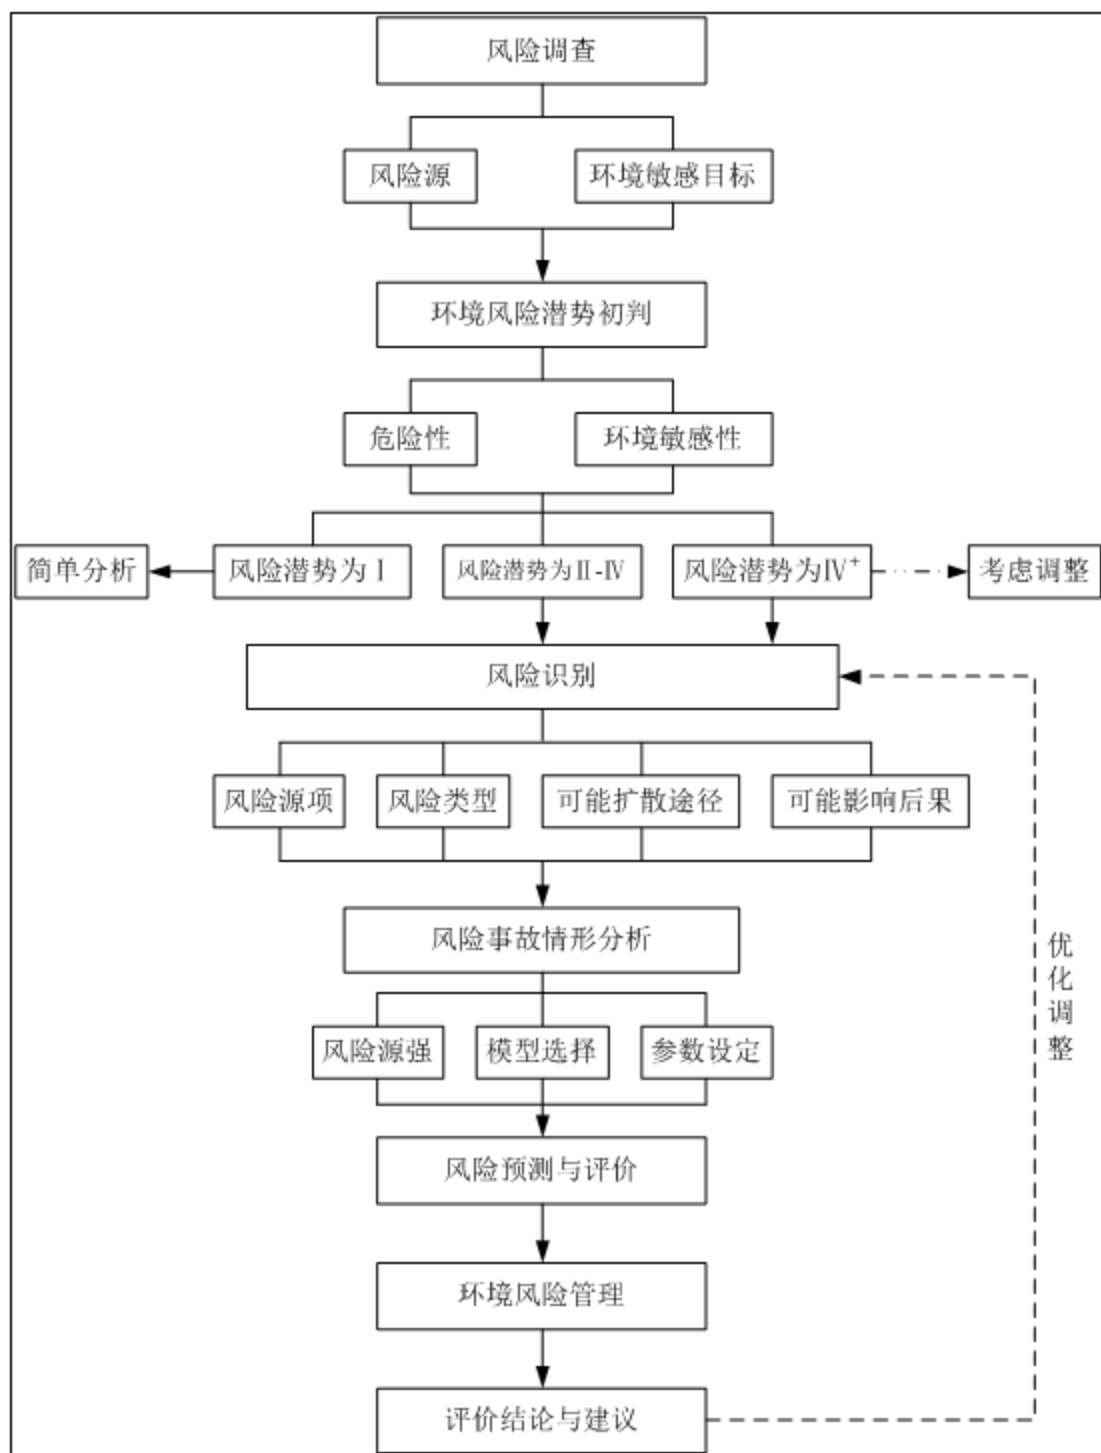 风险调查
风险源
环境敏感目标
环境风险潜势初判
危险性
环境敏感性
简单分析
风险潜势为Ⅰ
风险潜势为Ⅱ-Ⅳ
风险潜势为Ⅳ⁺
考虑调整
风险识别
风险源项
风险类型
可能扩散途径
可能影响后果
风险事故情形分析
优化调整
风险源强
模型选择
参数设定
风险预测与评价
环境风险管理
评价结论与建议